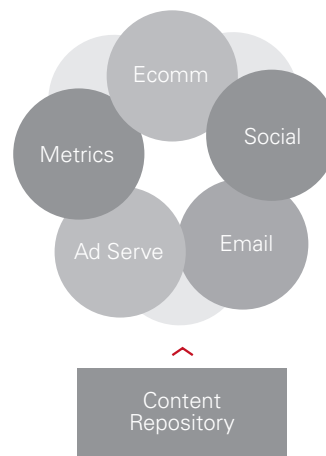 Ecomm
Social
Metrics
Ad Serve
Email
Content
Repository